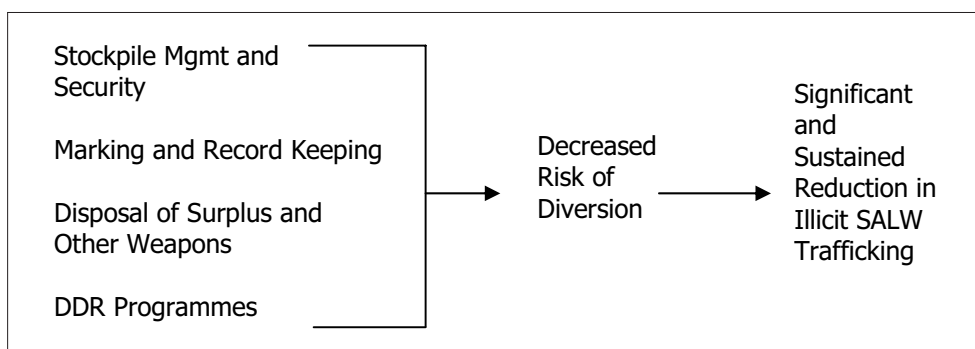 Stockpile Mgmt and
Security
Marking and Record Keeping
Disposal of Surplus and
Other Weapons
DDR Programmes
Decreased
Risk of
Diversion
Significant
and
Sustained
Reduction in
Illicit SALW
Trafficking